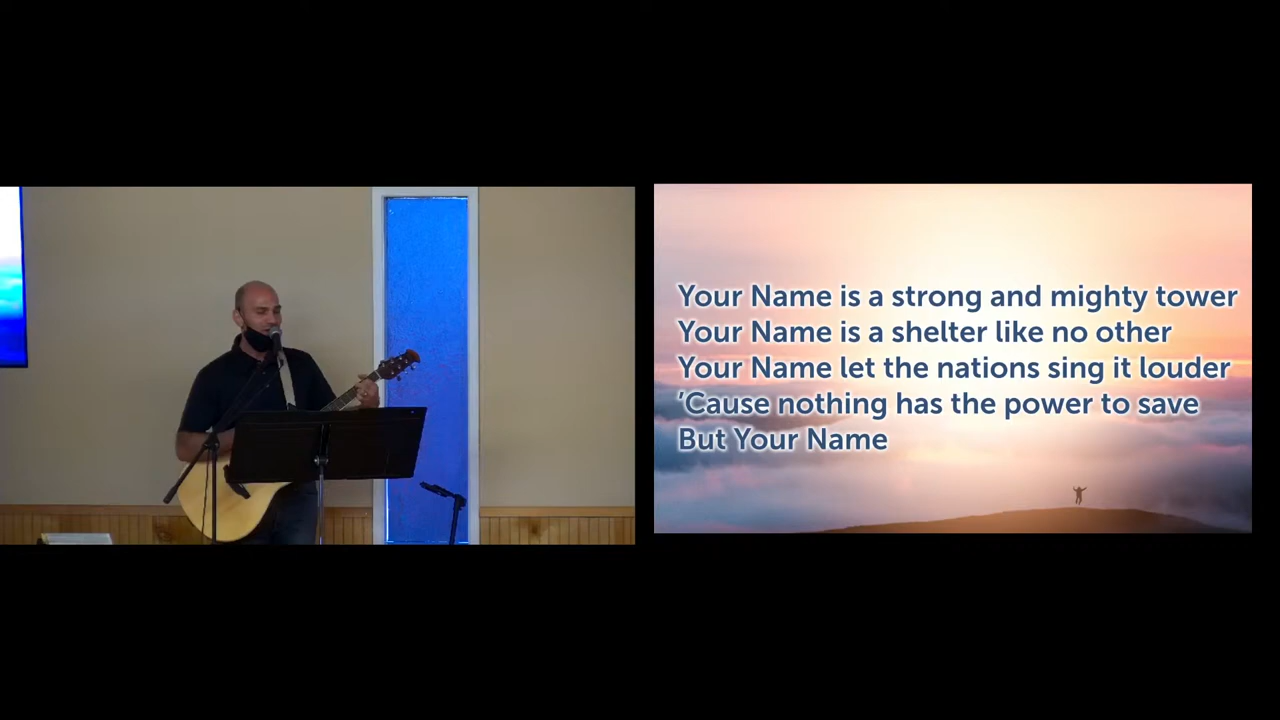 Your Name is a strong and mighty tower
Your Name is a shelter like no other
Your Name let the nations sing it louder
’Cause nothing has the power to save
But Your Name